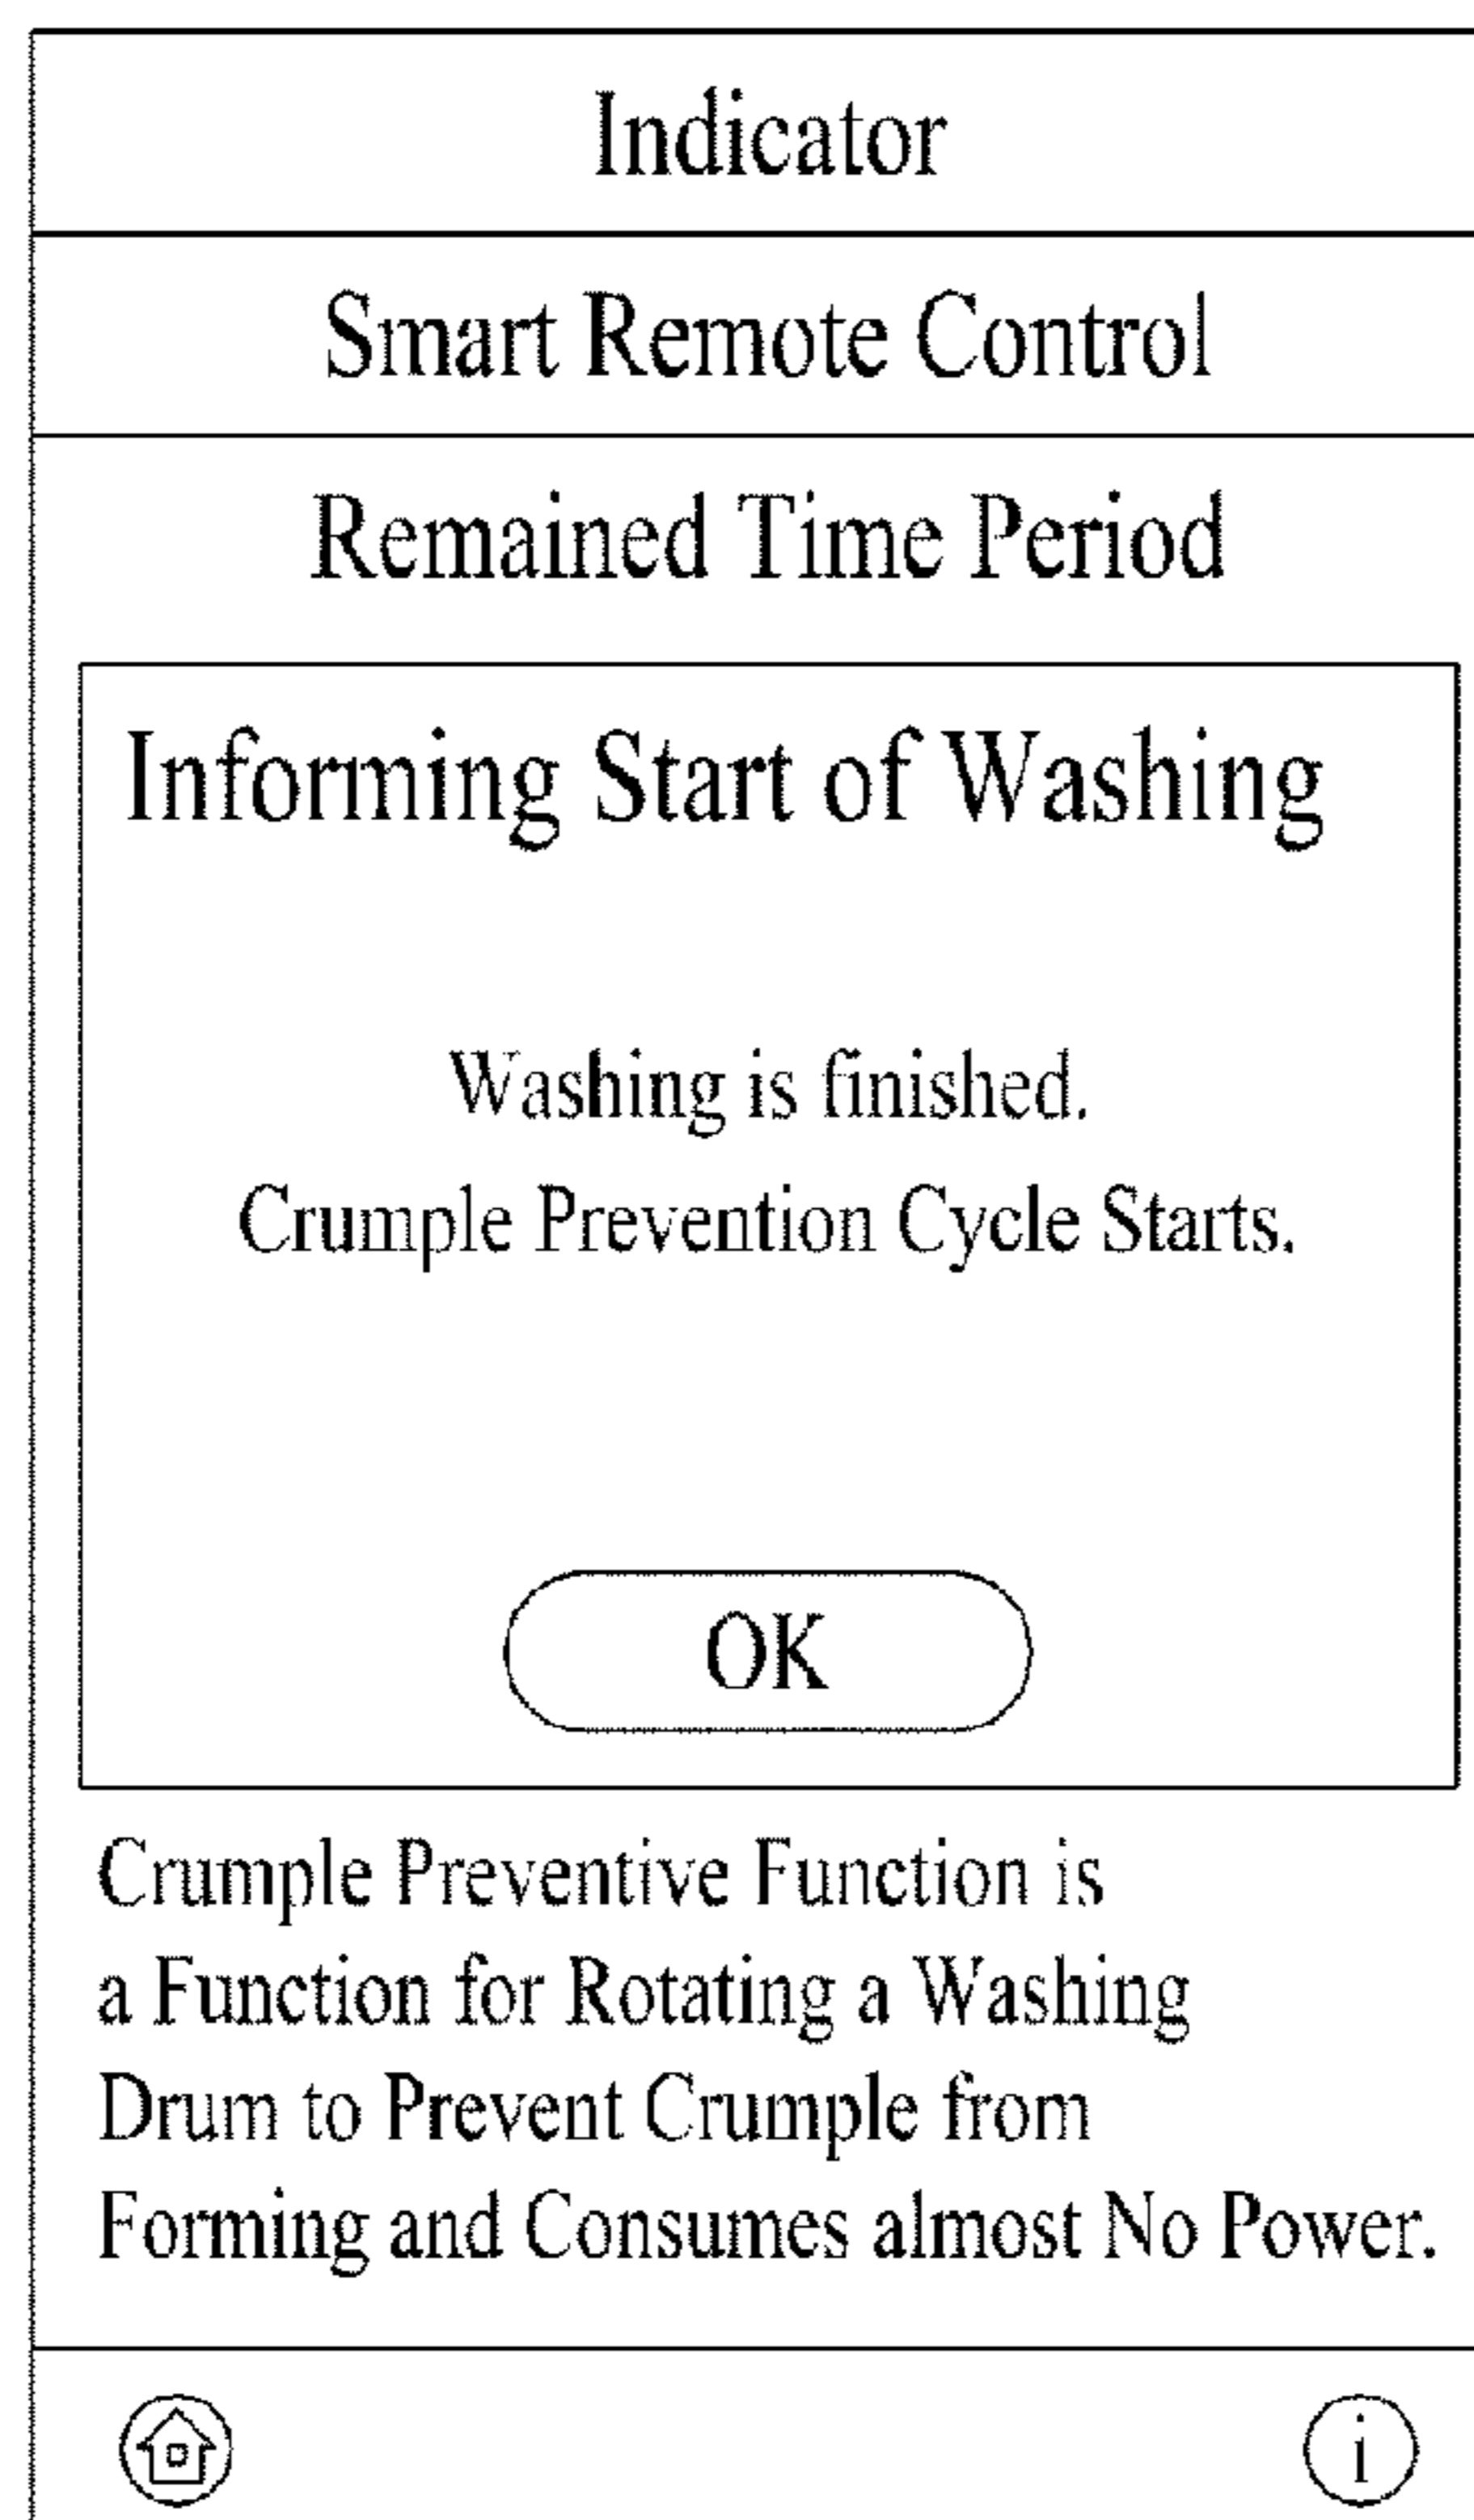 Indicator
Smart Remote Control
Remained Time Period
Informing Start of Washing
Washing is finished.
Crumple Prevention Cycle Starts.
OK
Crumple Preventive Function is
a Function for Rotating a Washing
Drum to Prevent Crumple from
Forming and Consumes almost No Power.
i